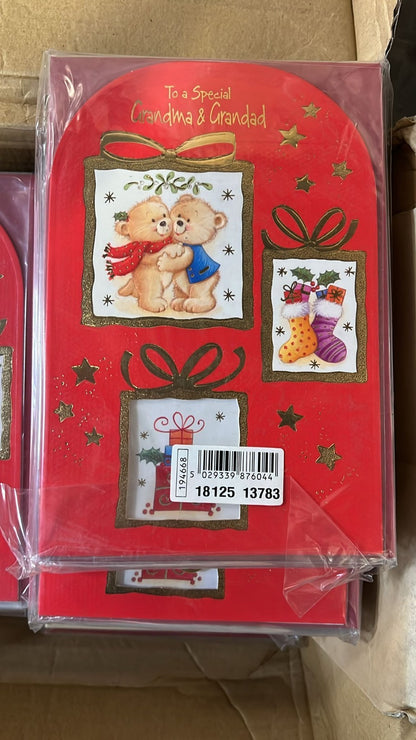 To a Special
Grandma & Grandad
194668
5 029339 876044
18125 13783